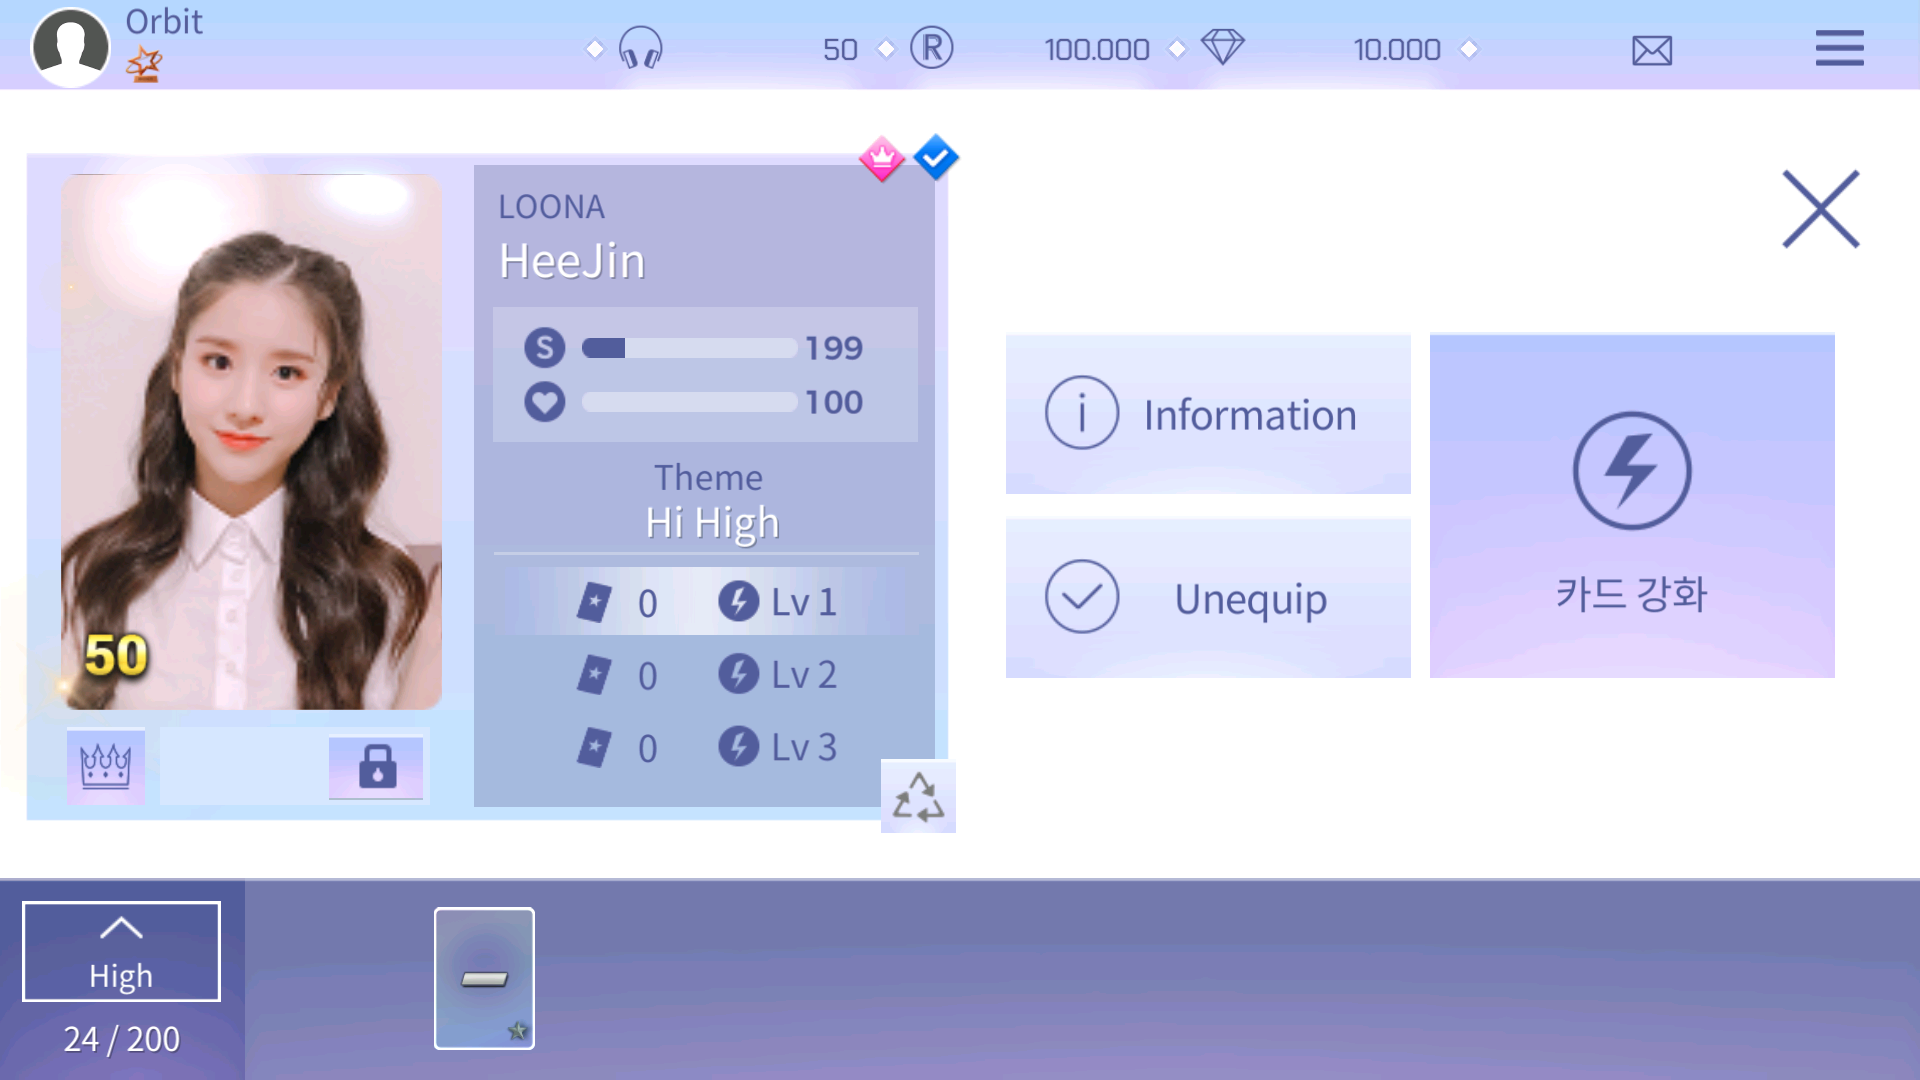 Orbit
50
R
100.000
10.000
LOONA
HeeJin
S 199
100
Theme
Hi High
0 Lv 1
0 Lv 2
0 Lv 3
50
i Information
Unequip
카드 강화
High
24 / 200